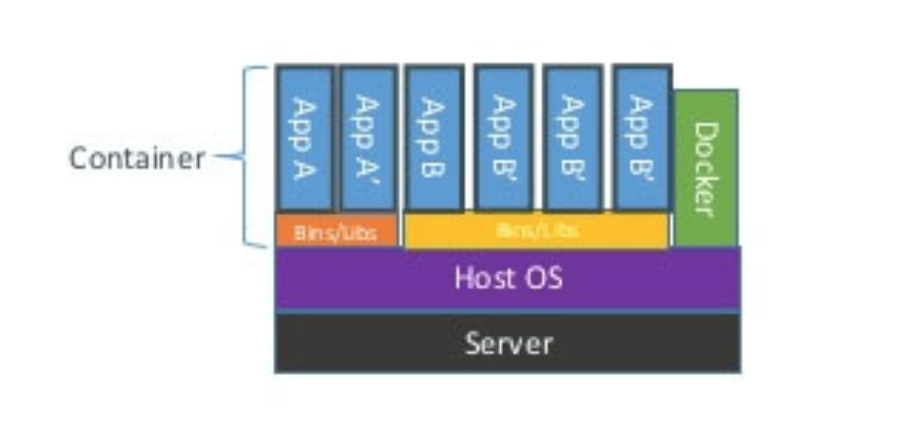 Container
App A
App A'
App B
App B'
App B'
App B'
Docker
Bins/Libs
Bins/Libs
Host OS
Server